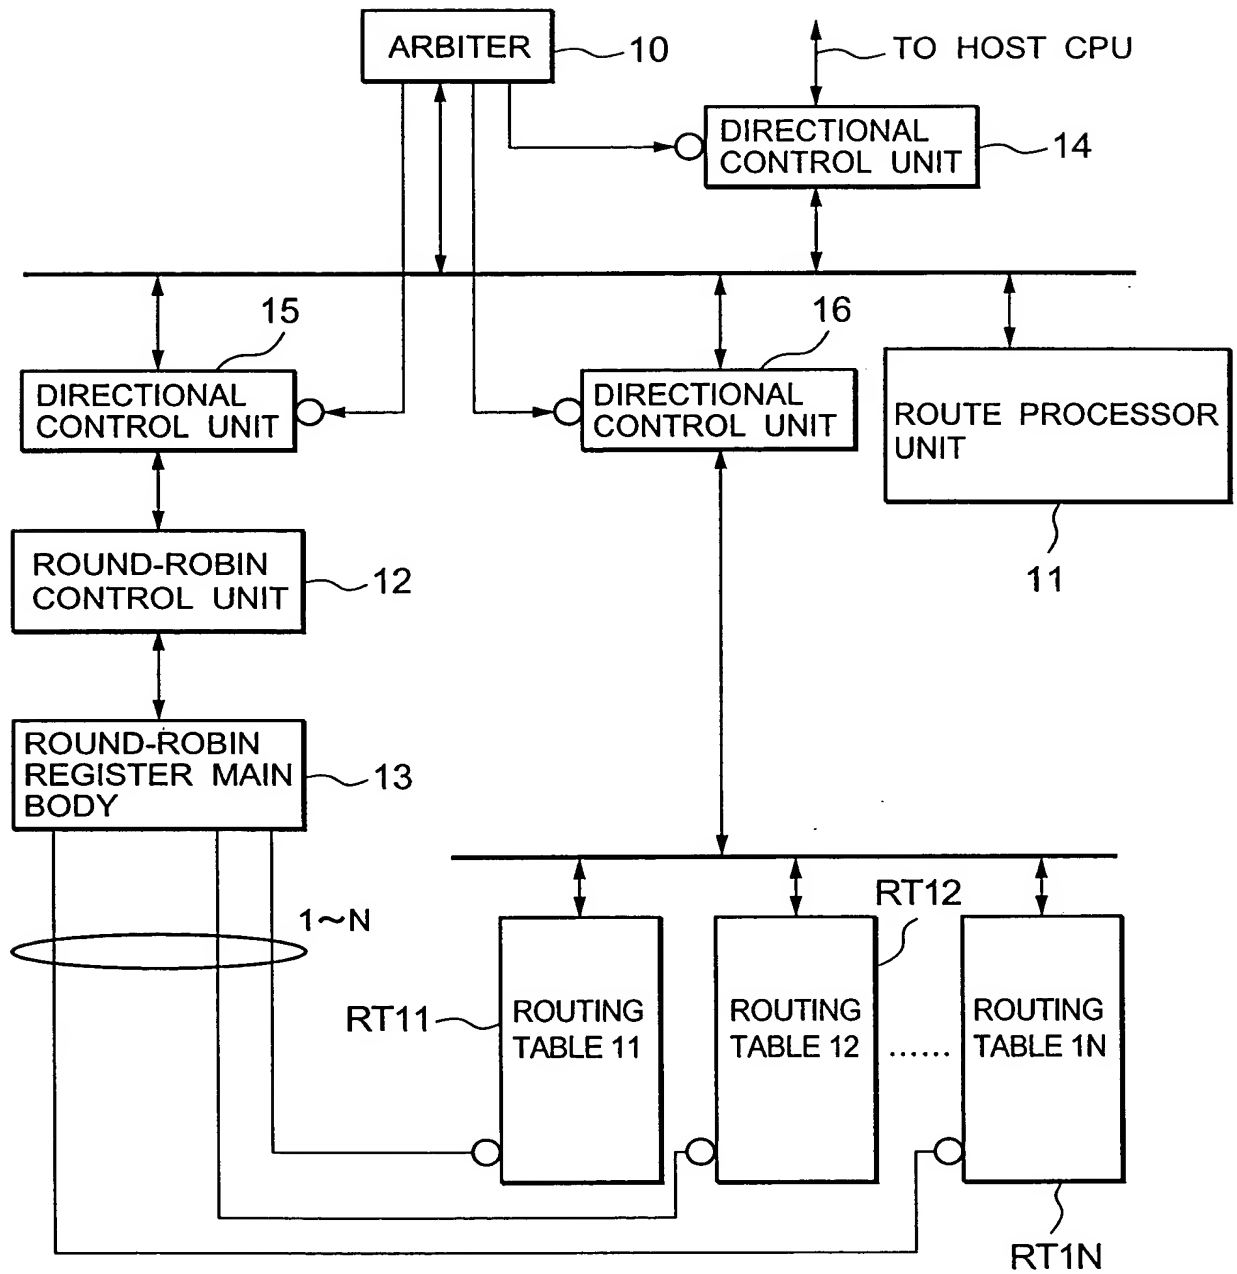 ARBITER
10
TO HOST CPU
DIRECTIONAL
CONTROL UNIT
14
15
16
DIRECTIONAL
CONTROL UNIT
DIRECTIONAL
CONTROL UNIT
ROUTE PROCESSOR
UNIT
11
ROUND-ROBIN
CONTROL UNIT
12
ROUND-ROBIN
REGISTER MAIN
BODY
13
1~N
RT12
RT11
ROUTING
TABLE 11
ROUTING
TABLE 12
......
ROUTING
TABLE 1N
RT1N